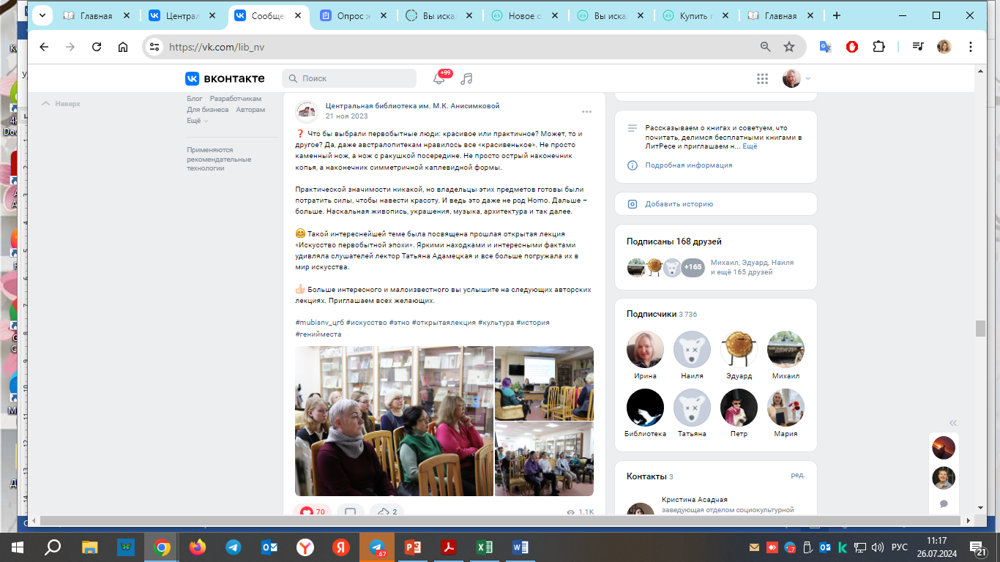 Главная
Централ
Сообще
Опрос ж
Вы иска
Новое с
Вы иска
Купить г
Главная
https://vk.com/lib_nv
вконтакте
Поиск
+99
Наверх
Блог Разработчикам
Для бизнеса Авторам
Ещё
Применяются
рекомендательные
технологии
Центральная библиотека им. М.К. Анисимковой
21 ноя 2023
❓ Что бы выбрали первобытные люди: красивое или практичное? Может, то и
другое? Да, даже австралопитекам нравилось все «красивенькое». Не просто
каменный нож, а нож с ракушкой посередине. Не просто острый наконечник
копья, а наконечник симметричной каплевидной формы.
Практической значимости никакой, но владельцы этих предметов готовы были
потратить силы, чтобы навести красоту. И ведь это даже не род Homo. Дальше –
больше. Наскальная живопись, украшения, музыка, архитектура и так далее.
🤗 Такой интереснейшей теме была посвящена прошлая открытая лекция
«Искусство первобытной эпохи». Яркими находками и интересными фактами
удивляла слушателей лектор Татьяна Адамецкая и все больше погружала их в
мир искусства.
👍🏻 Больше интересного и малоизвестного вы услышите на следующих авторских
лекциях. Приглашаем всех желающих.
#mubisnv_цгб #искусство #этно #открытаялекция #культура #история
#генийместа
70
2
1.1K
Рассказываем о книгах и советуем, что
почитать, делимся бесплатными книгами в
ЛитРесе и приглашаем н... Ещё
Подробная информация
Добавить историю
Подписаны 168 друзей
+165
Михаил, Эдуард, Наиля
и ещё 165 друзей
Подписчики 3 736
Ирина Наиля Эдуард Михаил
Библиотека Татьяна Петр Мария
Контакты 3
ред.
Кристина Асадчая
заведующая отделом социокультурной
67
РУС
11:17
26.07.2024
21